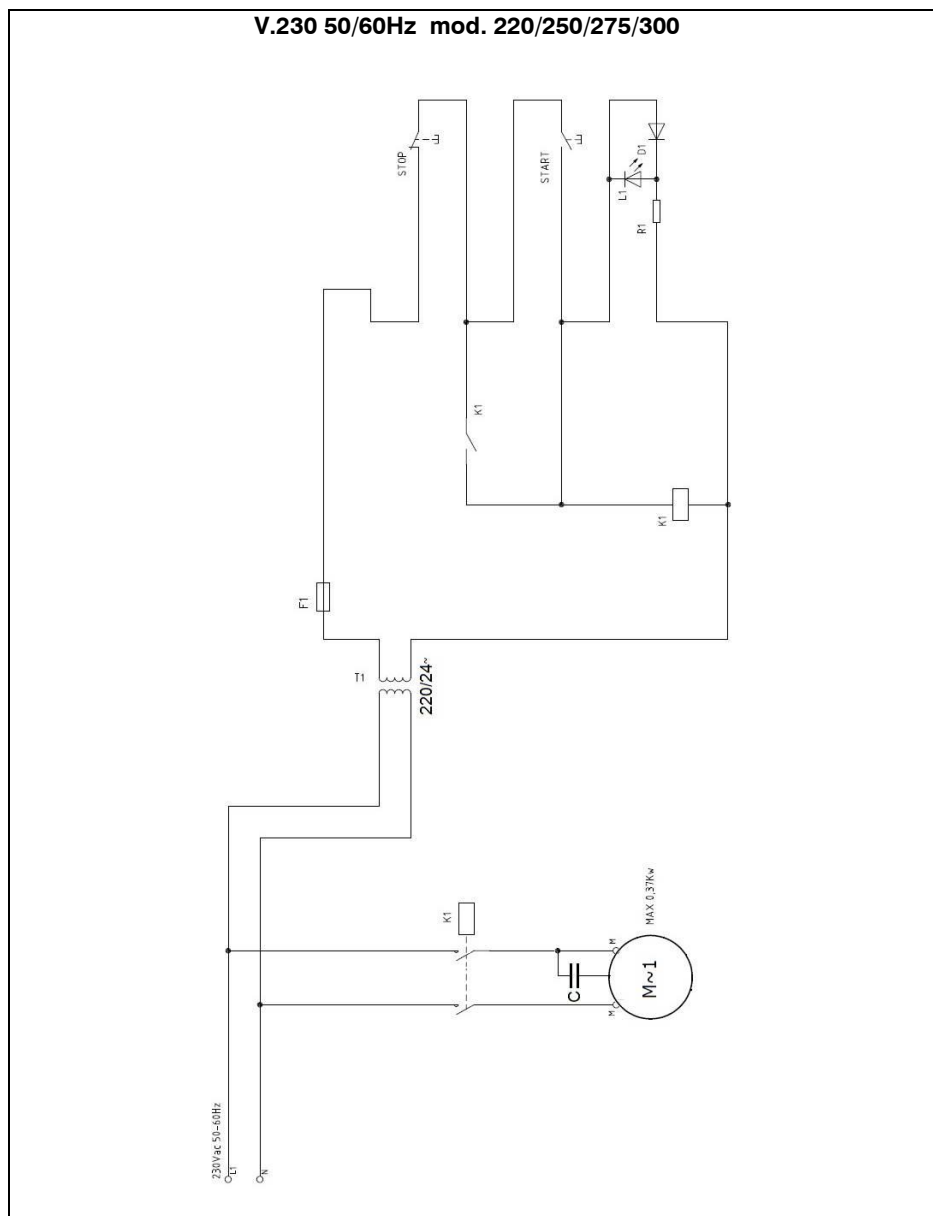 V.230 50/60Hz mod. 220/250/275/300
STOP
START
L1
D1
R1
K1
K1
F1
T1
220/24~
K1
MAX 0,37Kw
M
C
M~1
M
230Vac 50-60Hz
L1
N